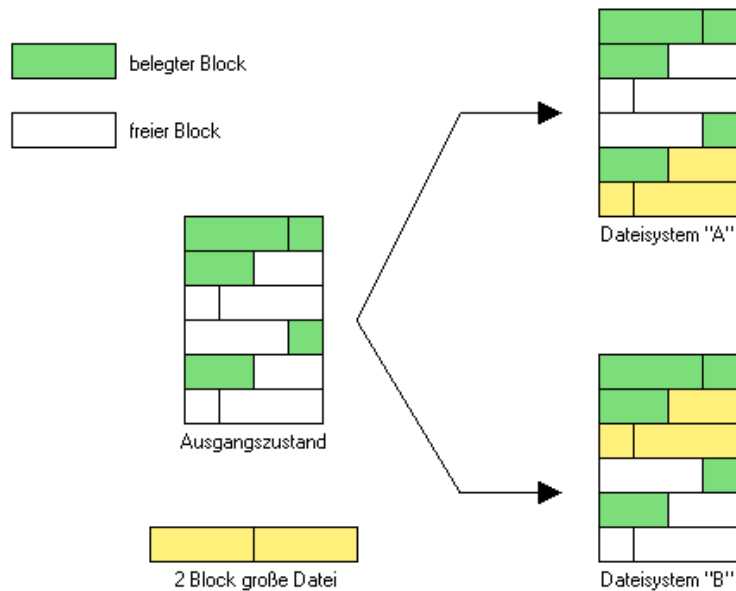 belegter Block
freier Block
Dateisystem "A"
Ausgangszustand
2 Block große Datei
Dateisystem "B"